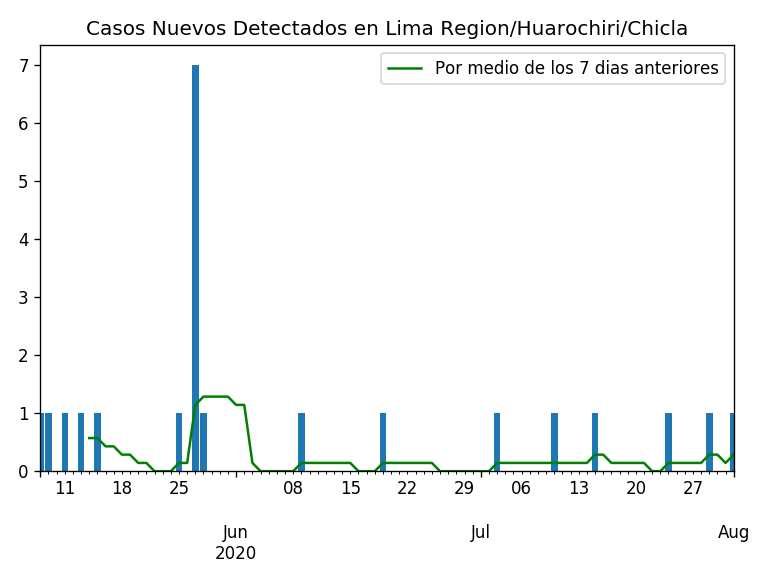 Casos Nuevos Detectados en Lima Region/Huarochiri/Chicla
Por medio de los 7 dias anteriores
7
6
5
4
3
2
1
0
11 18 25 08 15 22 29 06 13 20 27
Jun Jul Aug
2020